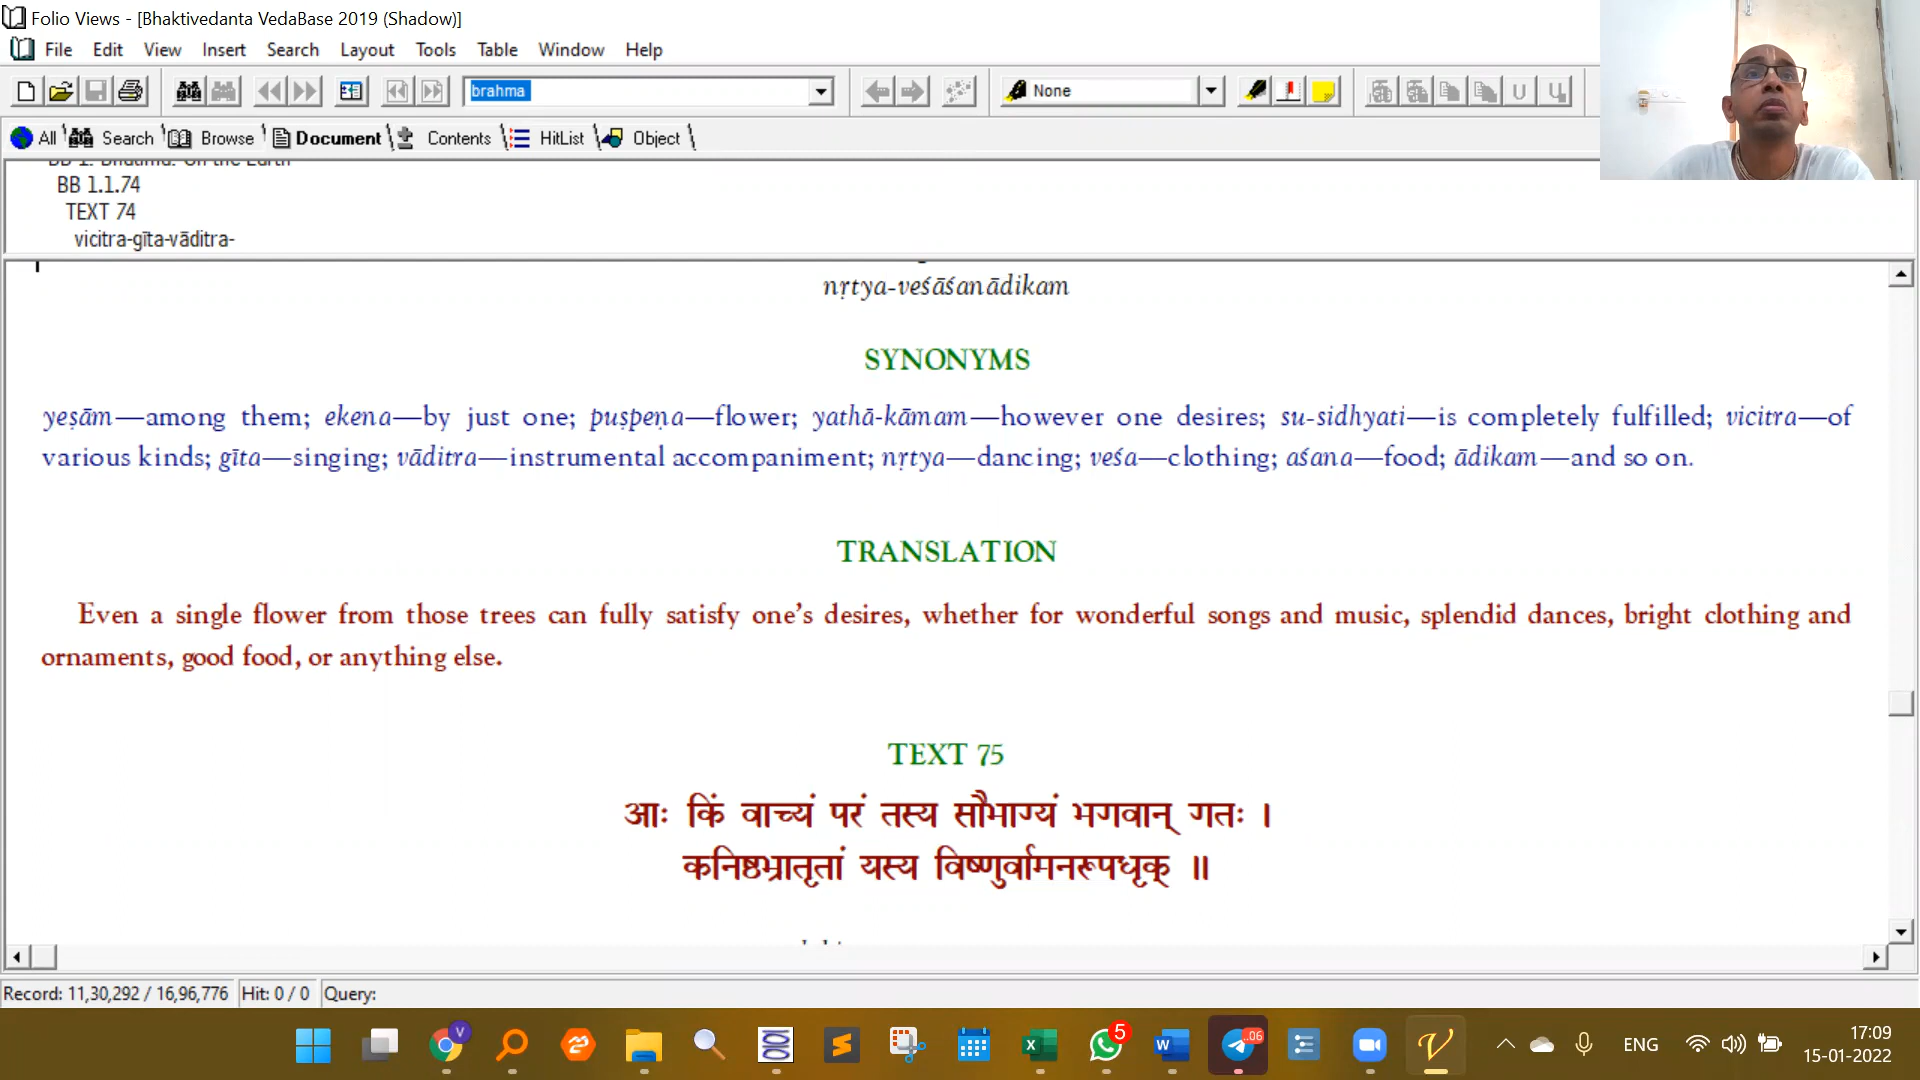 Folio Views - [Bhaktivedanta VedaBase 2019 (Shadow)]
File Edit View Insert Search Layout Tools Table Window Help
brahma None
All Search Browse Document Contents HitList Object
BB 1.1.74
TEXT 74
vicitra-gīta-vāditra-
nṛtya-veśāśanādikam
SYNONYMS
yeṣām—among them; ekena—by just one; puṣpeṇa—flower; yathā-kāmam—however one desires; su-sidhyati—is completely fulfilled; vicitra—of
various kinds; gīta—singing; vāditra—instrumental accompaniment; nṛtya—dancing; veśa—clothing; aśana—food; ādikam—and so on.
TRANSLATION
Even a single flower from those trees can fully satisfy one's desires, whether for wonderful songs and music, splendid dances, bright clothing and
ornaments, good food, or anything else.
TEXT 75
आः किं वाच्यं परं तस्य सौभाग्यं भगवान् गतः ।
कनिष्ठभ्रातृतां यस्य विष्णुर्वामनरूपधृक् ॥
Record: 11,30,292 / 16,96,776 Hit: 0 / 0 Query:
V 5 .06 ENG 17:09
15-01-2022